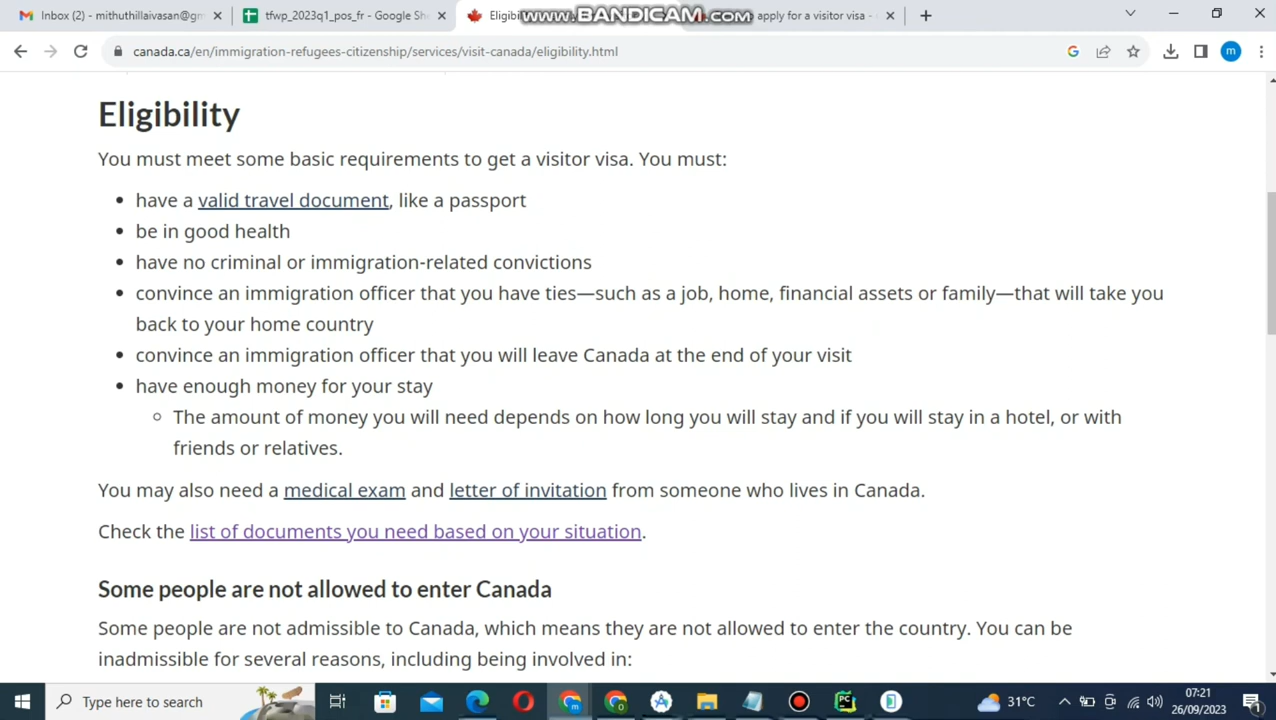 Inbox (2) - mithuthillaivasan@gm
tfwp_2023q1_pos_fr - Google She
Eligibi
www.BANDICAM.com
apply for a visitor visa -
canada.ca/en/immigration-refugees-citizenship/services/visit-canada/eligibility.html
m
Eligibility
You must meet some basic requirements to get a visitor visa. You must:
have a valid travel document, like a passport
be in good health
have no criminal or immigration-related convictions
convince an immigration officer that you have ties—such as a job, home, financial assets or family—that will take you
back to your home country
convince an immigration officer that you will leave Canada at the end of your visit
have enough money for your stay
The amount of money you will need depends on how long you will stay and if you will stay in a hotel, or with
friends or relatives.
You may also need a medical exam and letter of invitation from someone who lives in Canada.
Check the list of documents you need based on your situation.
Some people are not allowed to enter Canada
Some people are not admissible to Canada, which means they are not allowed to enter the country. You can be
inadmissible for several reasons, including being involved in:
Type here to search
31°C
07:21
26/09/2023